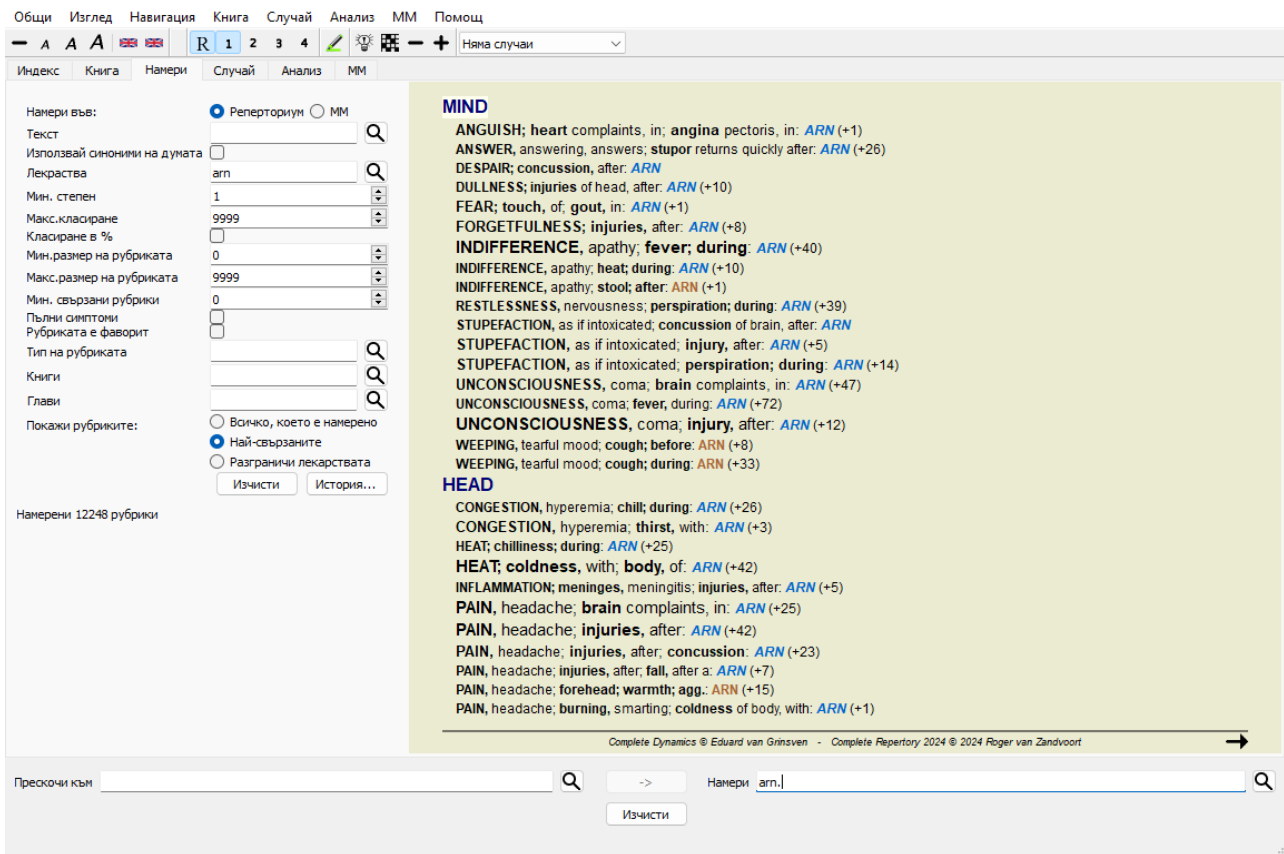 Общи Изглед Навигация Книга Случай Анализ ММ Помощ
A A A R 1 2 3 4 Няма случаи
Индекс Книга Намери Случай Анализ ММ
Намери във: Реперториум ММ
Текст
Използвай синоними на думата
Лекраства arn
Мин. степен 1
Макс.класиране 9999
Класиране в %
Мин.размер на рубриката 0
Макс.размер на рубриката 9999
Мин. свързани рубрики 0
Пълни симптоми
Рубриката е фаворит
Тип на рубриката
Книги
Глави
Покажи рубриките: Всичко, което е намерено
Най-свързаните
Разграничи лекарствата
Изчисти История...
Намерени 12248 рубрики
MIND
ANGUISH; heart complaints, in; angina pectoris, in: ARN (+1)
ANSWER, answering, answers; stupor returns quickly after: ARN (+26)
DESPAIR; concussion, after: ARN
DULLNESS; injuries of head, after: ARN (+10)
FEAR; touch, of; gout, in: ARN (+1)
FORGETFULNESS; injuries, after: ARN (+8)
INDIFFERENCE, apathy; fever; during: ARN (+40)
INDIFFERENCE, apathy; heat; during: ARN (+10)
INDIFFERENCE, apathy; stool; after: ARN (+1)
RESTLESSNESS, nervousness; perspiration; during: ARN (+39)
STUPEFACTION, as if intoxicated; concussion of brain, after: ARN
STUPEFACTION, as if intoxicated; injury, after: ARN (+5)
STUPEFACTION, as if intoxicated; perspiration; during: ARN (+14)
UNCONSCIOUSNESS, coma; brain complaints, in: ARN (+47)
UNCONSCIOUSNESS, coma; fever, during: ARN (+72)
UNCONSCIOUSNESS, coma; injury, after: ARN (+12)
WEEPING, tearful mood; cough; before: ARN (+8)
WEEPING, tearful mood; cough; during: ARN (+33)
HEAD
CONGESTION, hyperemia; chill; during: ARN (+26)
CONGESTION, hyperemia; thirst, with: ARN (+3)
HEAT; chilliness; during: ARN (+25)
HEAT; coldness, with; body, of: ARN (+42)
INFLAMMATION; meninges, meningitis; injuries, after: ARN (+5)
PAIN, headache; brain complaints, in: ARN (+25)
PAIN, headache; injuries, after: ARN (+42)
PAIN, headache; injuries, after; concussion: ARN (+23)
PAIN, headache; injuries, after; fall, after a: ARN (+7)
PAIN, headache; forehead; warmth; agg.: ARN (+15)
PAIN, headache; burning, smarting; coldness of body, with: ARN (+1)
Complete Dynamics © Eduard van Grinsven - Complete Repertory 2024 © 2024 Roger van Zandvoort
Прескочи към -> Намери arn.
Изчисти